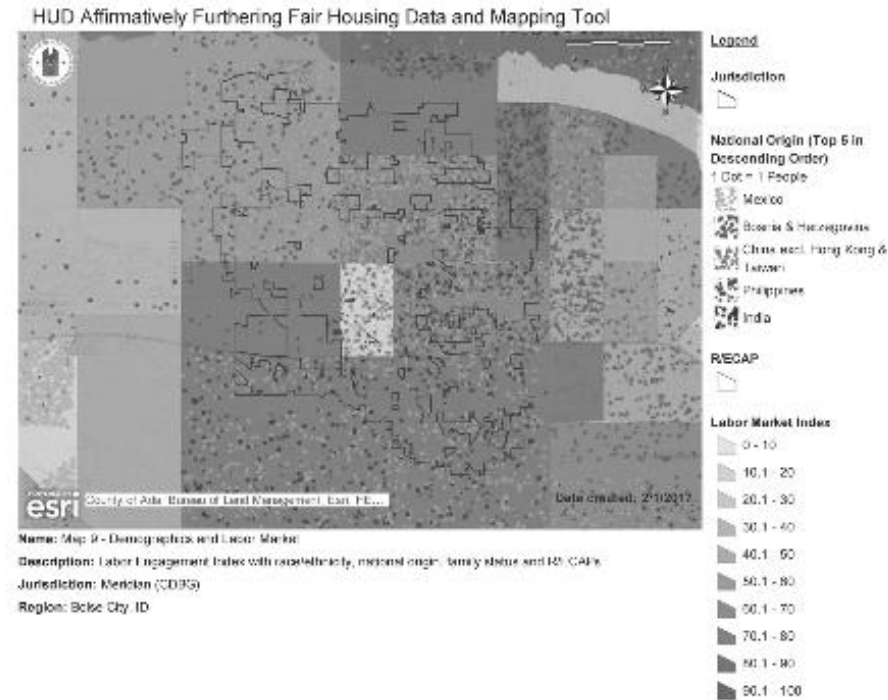 HUD Affirmatively Furthering Fair Housing Data and Mapping Tool
Legend
Jurisdiction
National Origin (Top 5 in
Descending Order)
1 Dot = 1 People
Mexico
Bosnia & Herzegovina
China excl. Hong Kong &
Taiwan
Philippines
India
R/ECAP
Labor Market Index
0 - 10
10.1 - 20
20.1 - 30
30.1 - 40
40.1 - 50
50.1 - 60
60.1 - 70
70.1 - 80
80.1 - 90
90.1 - 100
esri
County of Ada, Bureau of Land Management, Esri, HE...
Date created: 2/1/2017
Name: Map 9 - Demographics and Labor Market
Description: Labor Engagement Index with race/ethnicity, national origin, family status and R/ECAPs
Jurisdiction: Meridian (CDBG)
Region: Boise City, ID